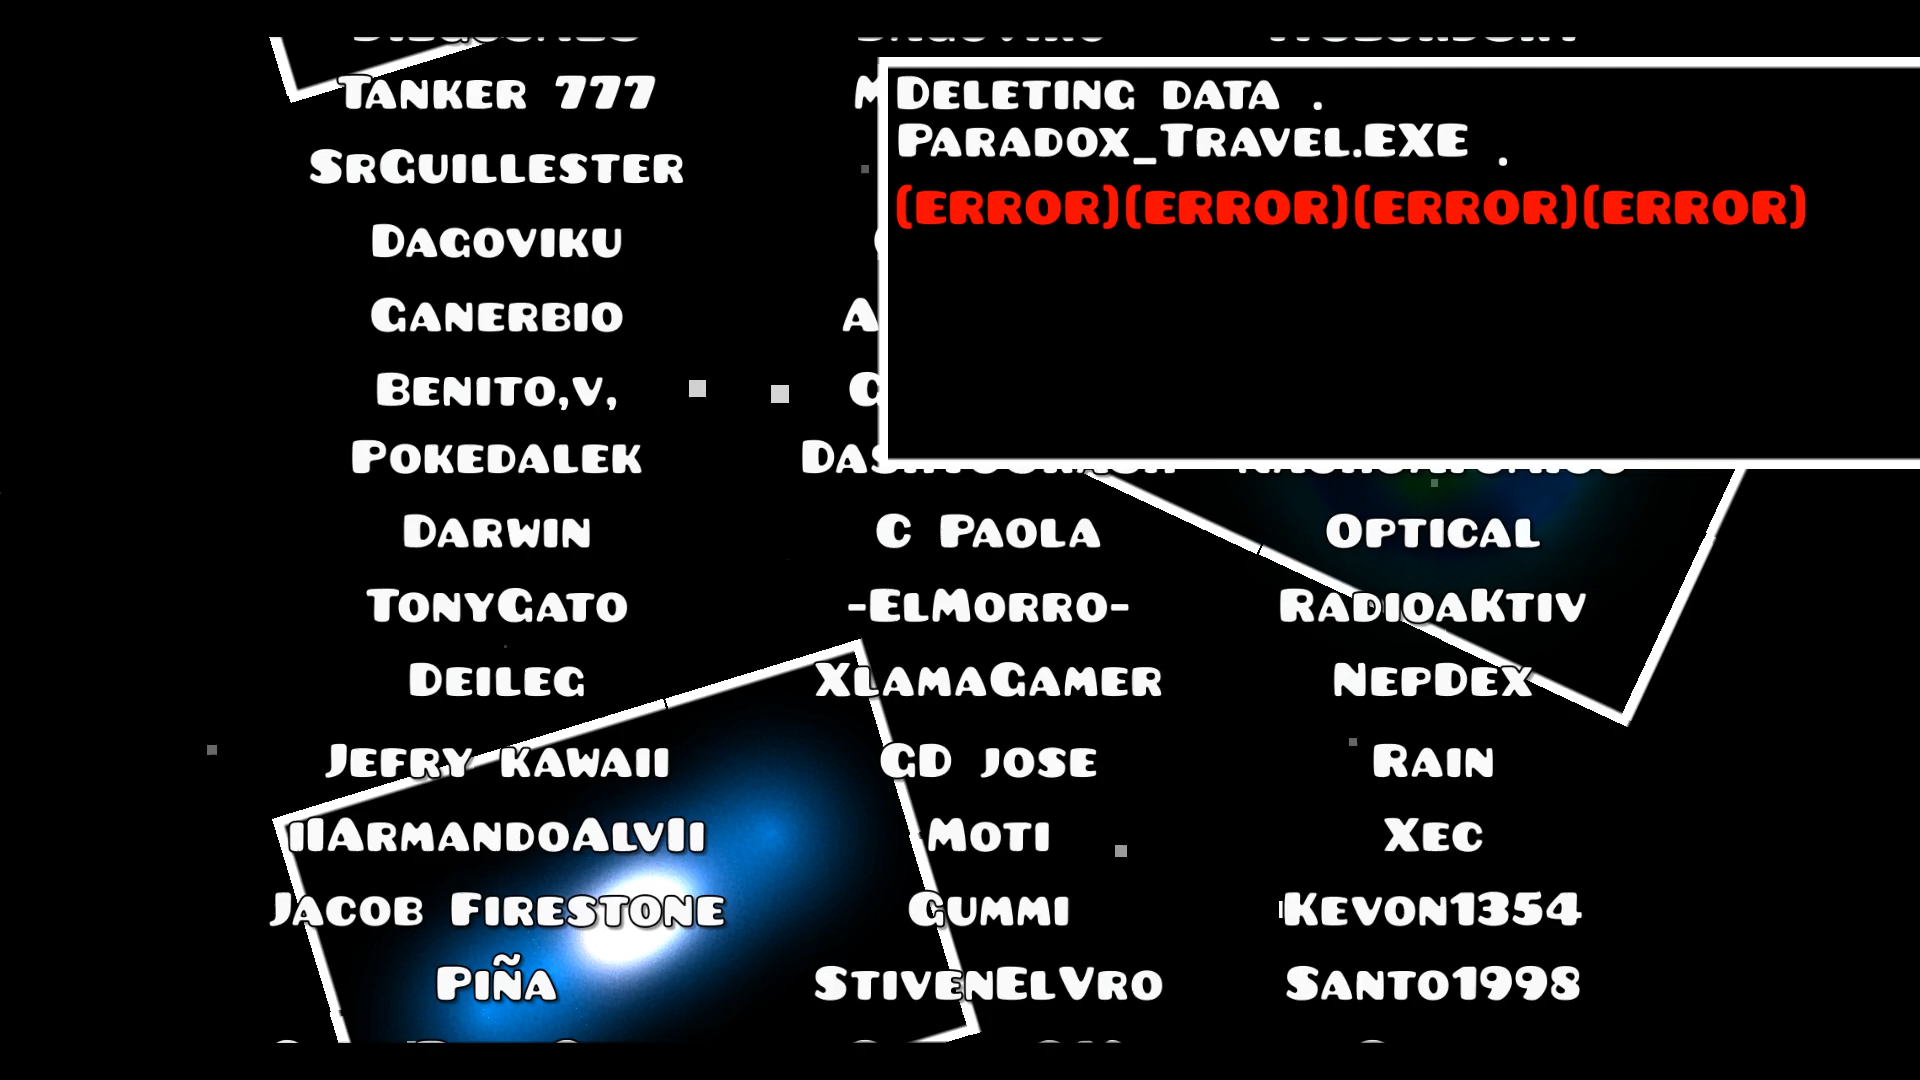 Tanker 777
SrGuillester
Dagoviku
Ganerbio
Benito,v,
Pokedalek
Darwin
TonyGato
Deileg
Jefry kawaii
iIArmandoAlvIi
Jacob Firestone
Piña
C Paola
-ElMorro-
XlamaGamer
GD jose
Moti
Gummi
StivenElVro
Deleting data .
Paradox_Travel.EXE .
(error)(error)(error)(error)
Optical
RadioaKtiv
NepDex
Rain
Xec
Kevon1354
Santo1998